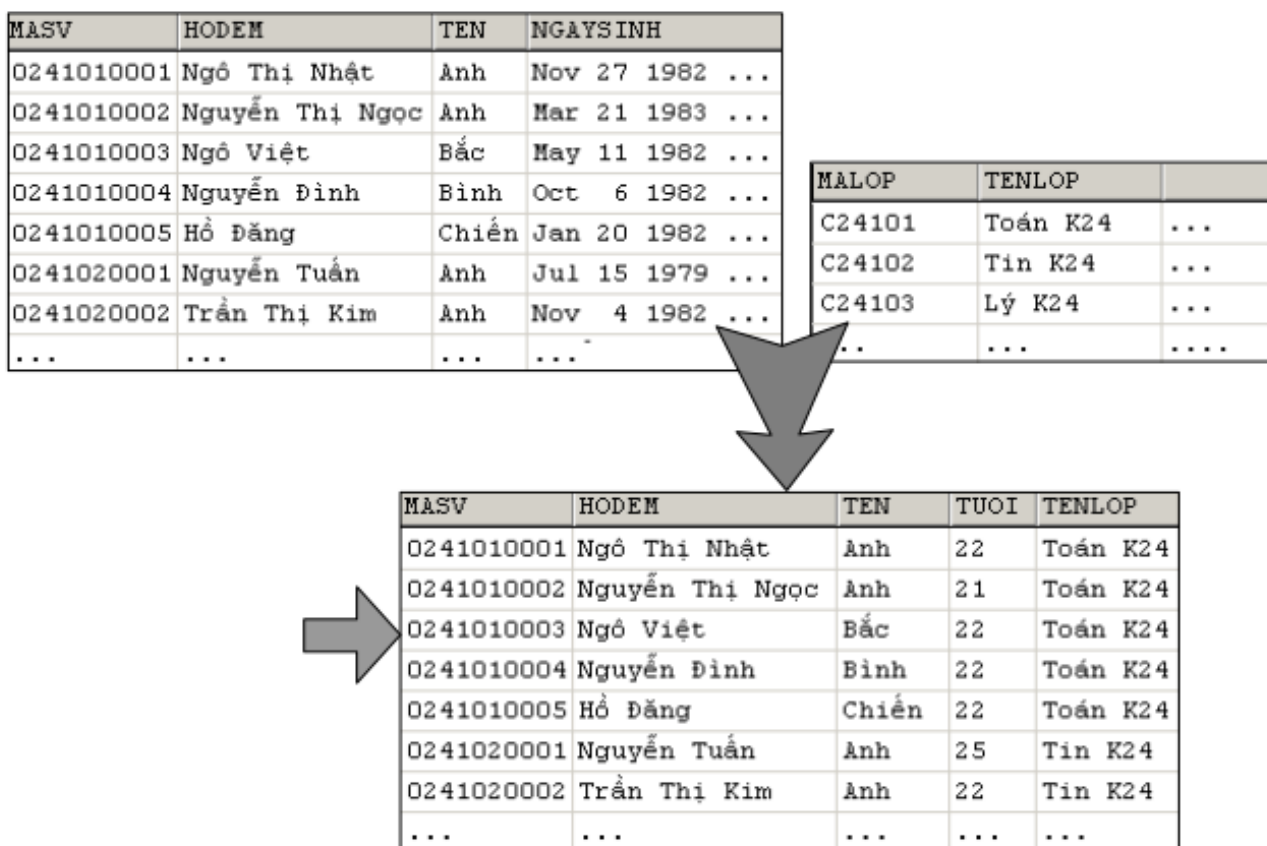 MASV HODEM TEN NGAYSINH
0241010001 Ngô Thị Nhật Anh Nov 27 1982 ...
0241010002 Nguyễn Thị Ngọc Anh Mar 21 1983 ...
0241010003 Ngô Việt Bắc May 11 1982 ...
0241010004 Nguyễn Đình Bình Oct 6 1982 ...
0241010005 Hồ Đăng Chiến Jan 20 1982 ...
0241020001 Nguyễn Tuấn Anh Jul 15 1979 ...
0241020002 Trần Thị Kim Anh Nov 4 1982 ...
... ... ... ...
MALOP TENLOP
C24101 Toán K24 ...
C24102 Tin K24 ...
C24103 Lý K24 ...
... ... ....
MASV HODEM TEN TUOI TENLOP
0241010001 Ngô Thị Nhật Anh 22 Toán K24
0241010002 Nguyễn Thị Ngọc Anh 21 Toán K24
0241010003 Ngô Việt Bắc 22 Toán K24
0241010004 Nguyễn Đình Bình 22 Toán K24
0241010005 Hồ Đăng Chiến 22 Toán K24
0241020001 Nguyễn Tuấn Anh 25 Tin K24
0241020002 Trần Thị Kim Anh 22 Tin K24
... ... ... ... ...